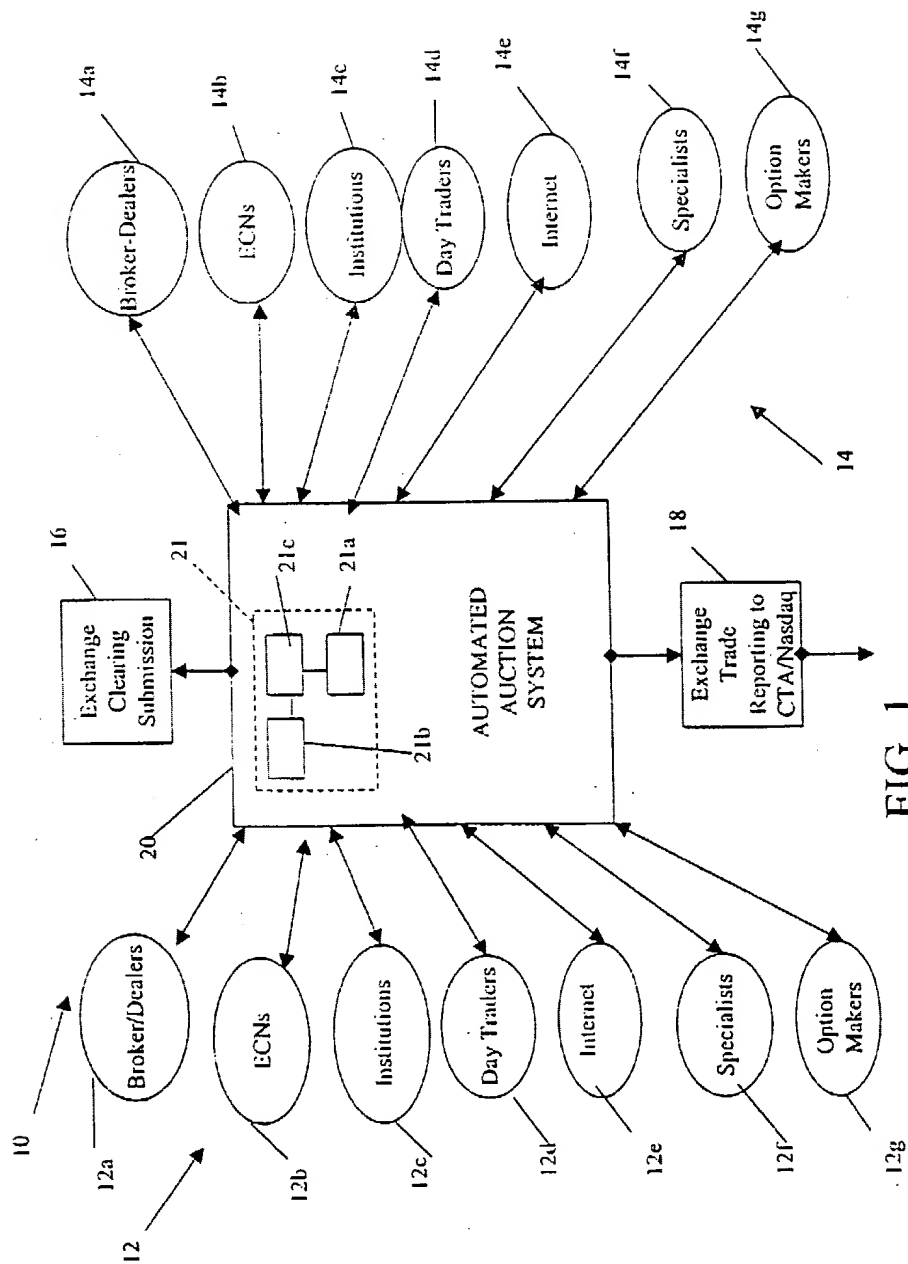 10
12
12a
Broker/Dealers
12b
ECNs
12c
Institutions
12d
Day Traders
12e
Internet
12f
Specialists
12g
Option
Makers
20
16
Exchange
Clearing
Submission
21
21c
21a
21b
AUTOMATED
AUCTION
SYSTEM
18
Exchange
Trade
Reporting to
CTA/Nasdaq
14a
Broker-Dealers
14b
ECNs
14c
Institutions
14d
Day Traders
14e
Internet
14f
Specialists
14g
Option
Makers
14
FIG. 1